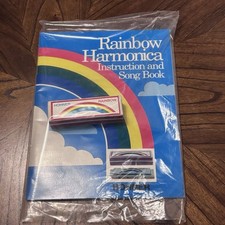 Rainbow
Harmonica
Instruction and
Song Book